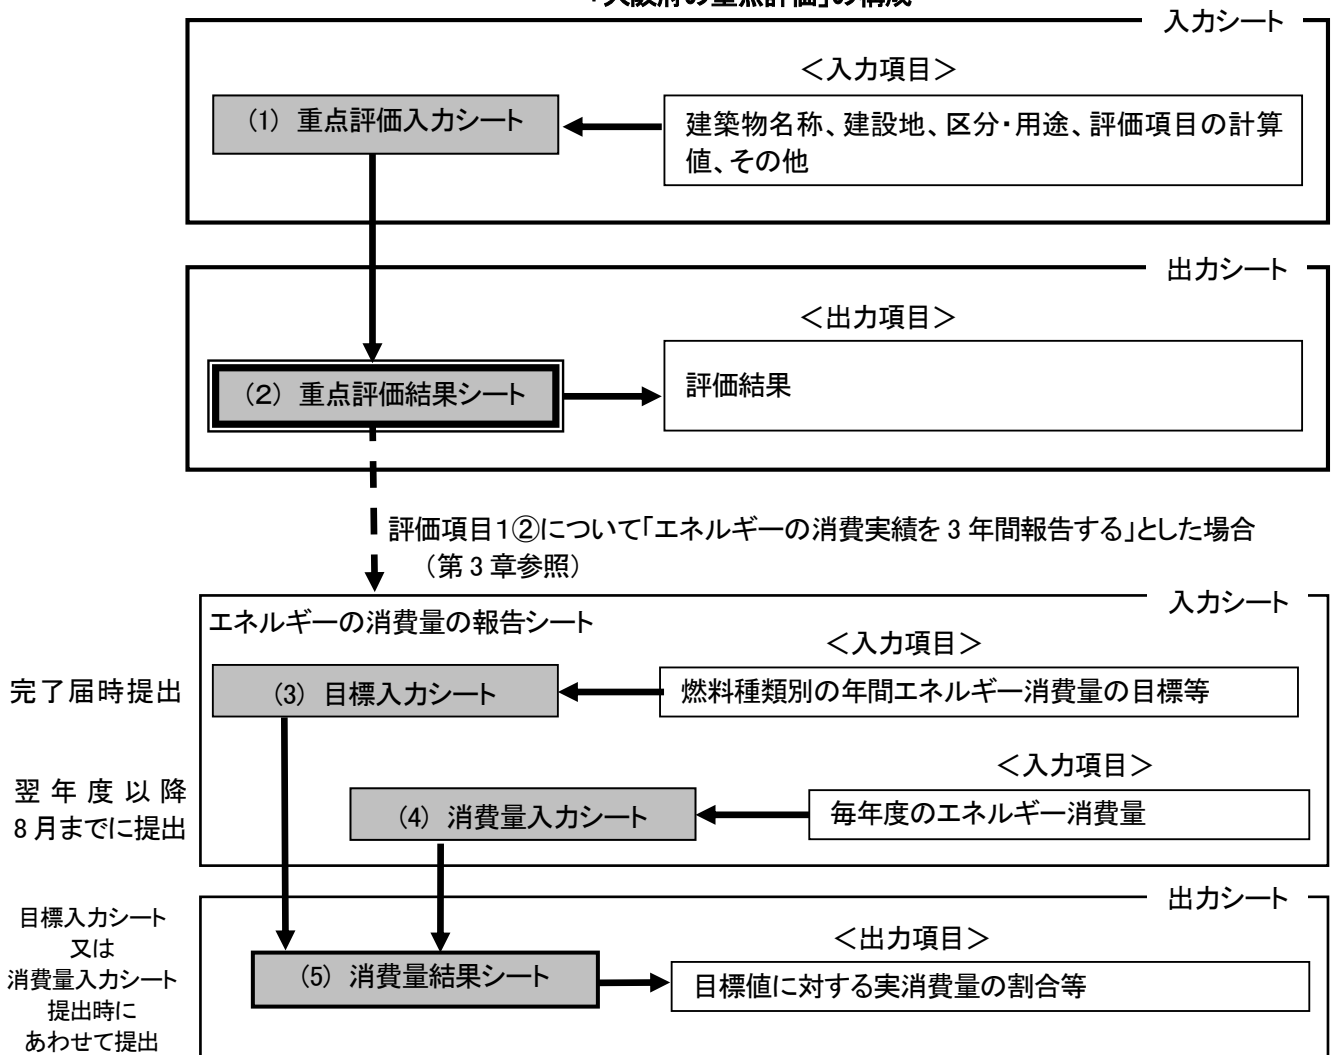 「大阪府の重点評価」の構成
入力シート
＜入力項目＞
(1) 重点評価入力シート
建築物名称、建設地、区分・用途、評価項目の計算
値、その他
出力シート
＜出力項目＞
(2) 重点評価結果シート
評価結果
評価項目1②について「エネルギーの消費実績を3年間報告する」とした場合
（第3章参照）
入力シート
エネルギーの消費量の報告シート
＜入力項目＞
完了届時提出
(3) 目標入力シート
燃料種類別の年間エネルギー消費量の目標等
＜入力項目＞
翌年度以降
8月までに提出
(4) 消費量入力シート
毎年度のエネルギー消費量
出力シート
目標入力シート
又は
消費量入力シート
提出時に
あわせて提出
＜出力項目＞
(5) 消費量結果シート
目標値に対する実消費量の割合等